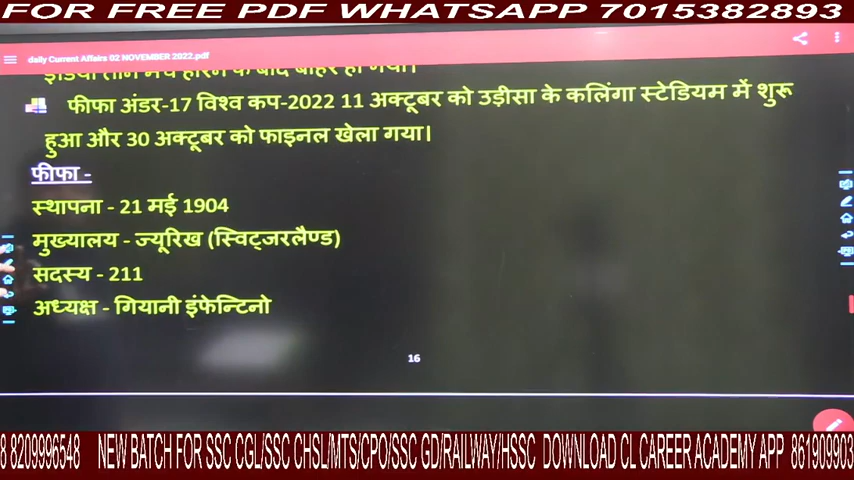 FOR FREE PDF WHATSAPP 7015382893
daily Current Affairs 02 NOVEMBER 2022.pdf
इंडिया तीन मैच हारने के बाद बाहर हो गया।
फीफा अंडर-17 विश्व कप-2022 11 अक्टूबर को उड़ीसा के कलिंगा स्टेडियम में शुरू
हुआ और 30 अक्टूबर को फाइनल खेला गया।
फीफा -
स्थापना - 21 मई 1904
मुख्यालय - ज्यूरिख (स्विट्जरलैण्ड)
सदस्य - 211
अध्यक्ष - गियानी इंफेन्टिनो
16
8 8209996548 NEW BATCH FOR SSC CGL/SSC CHSL/MTS/CPO/SSC GD/RAILWAY/HSSC DOWNLOAD CL CAREER ACADEMY APP 861909903